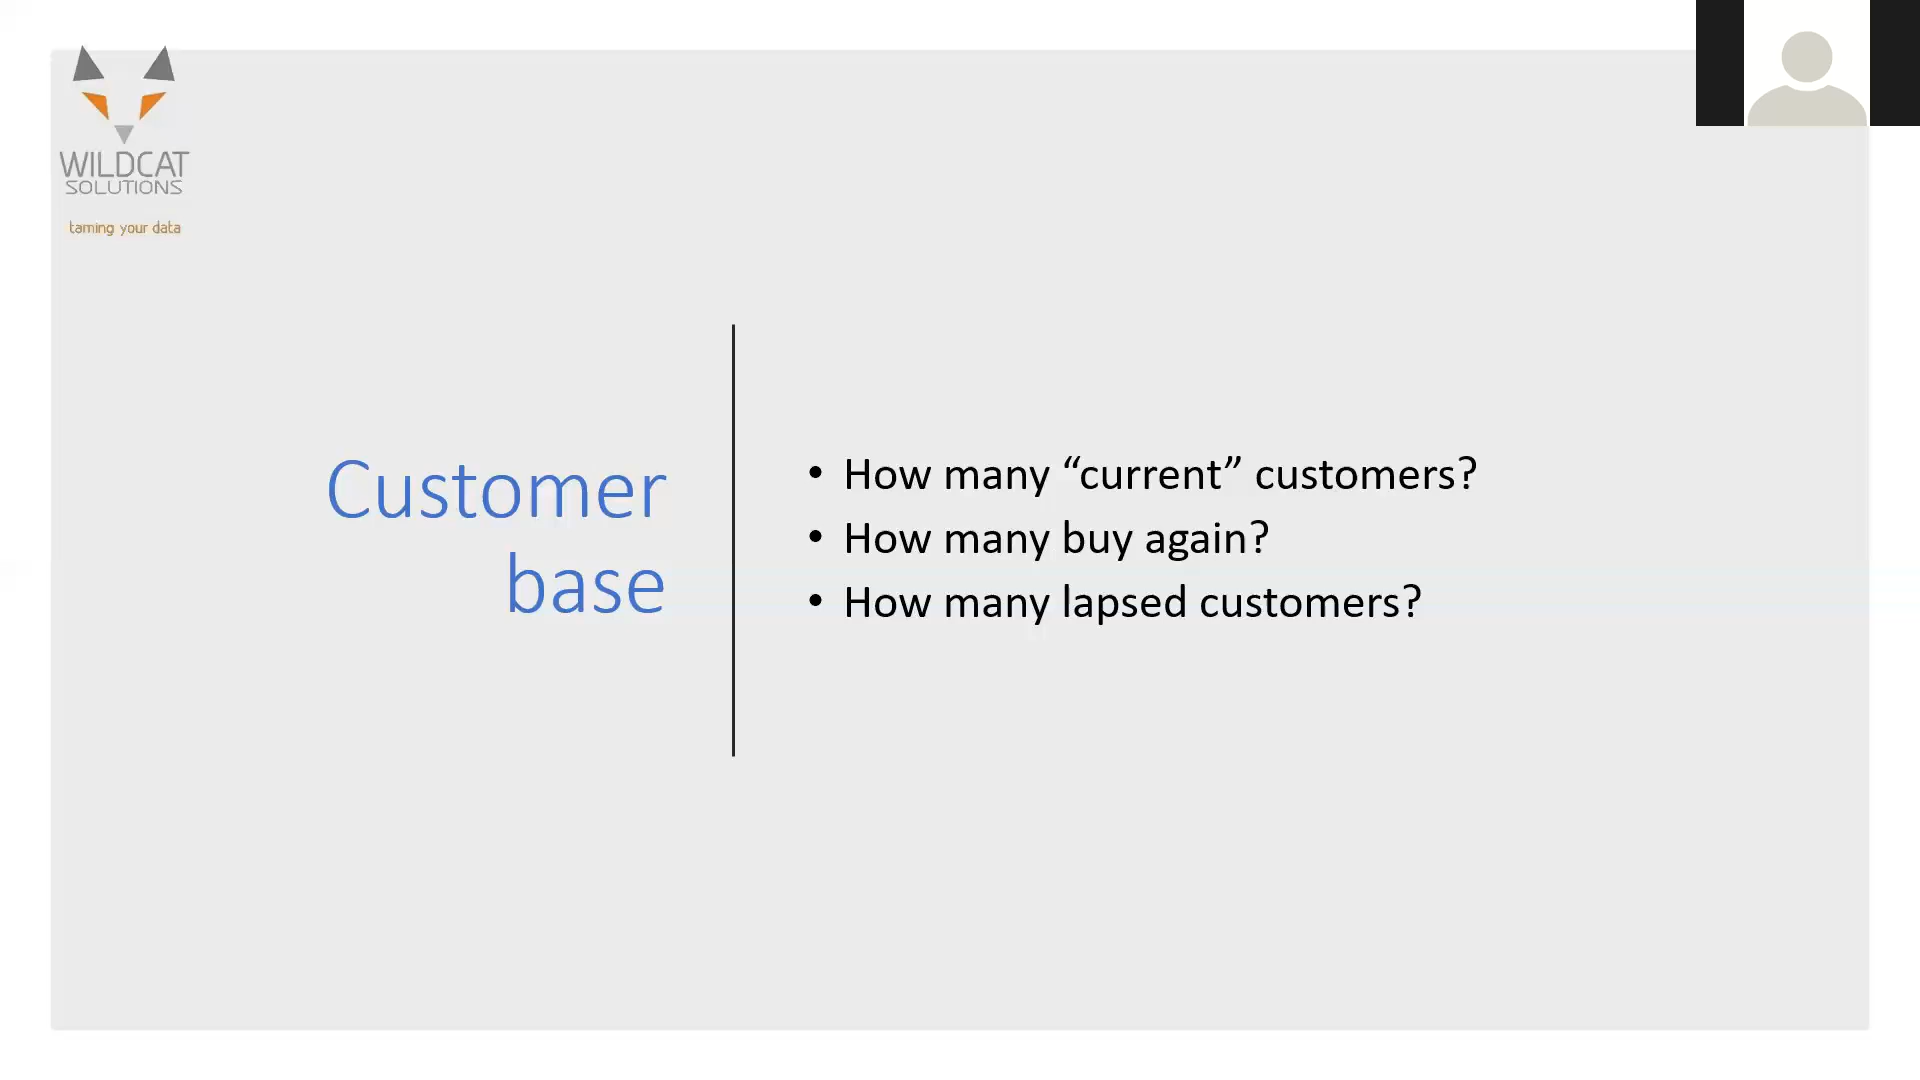 WILDCAT
SOLUTIONS
taming your data
Customer
base
• How many “current” customers?
• How many buy again?
• How many lapsed customers?